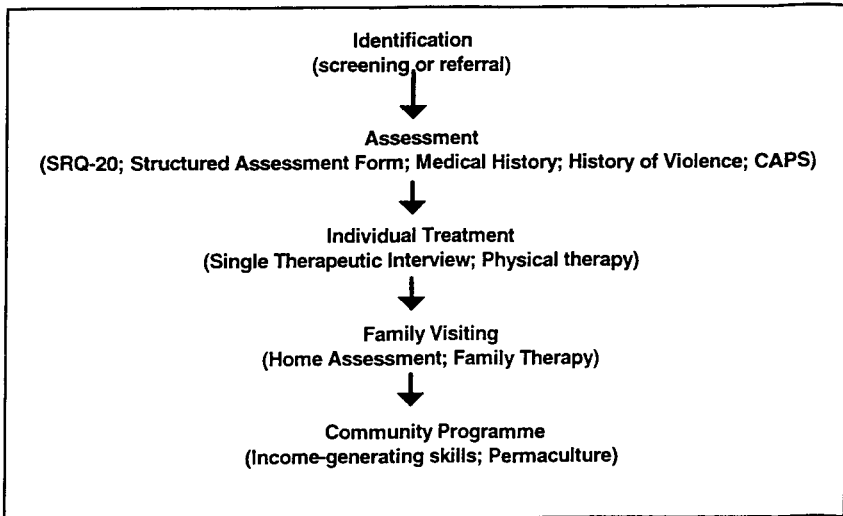 Identification
(screening or referral)
Assessment
(SRQ-20; Structured Assessment Form; Medical History; History of Violence; CAPS)
Individual Treatment
(Single Therapeutic Interview; Physical therapy)
Family Visiting
(Home Assessment; Family Therapy)
Community Programme
(Income-generating skills; Permaculture)